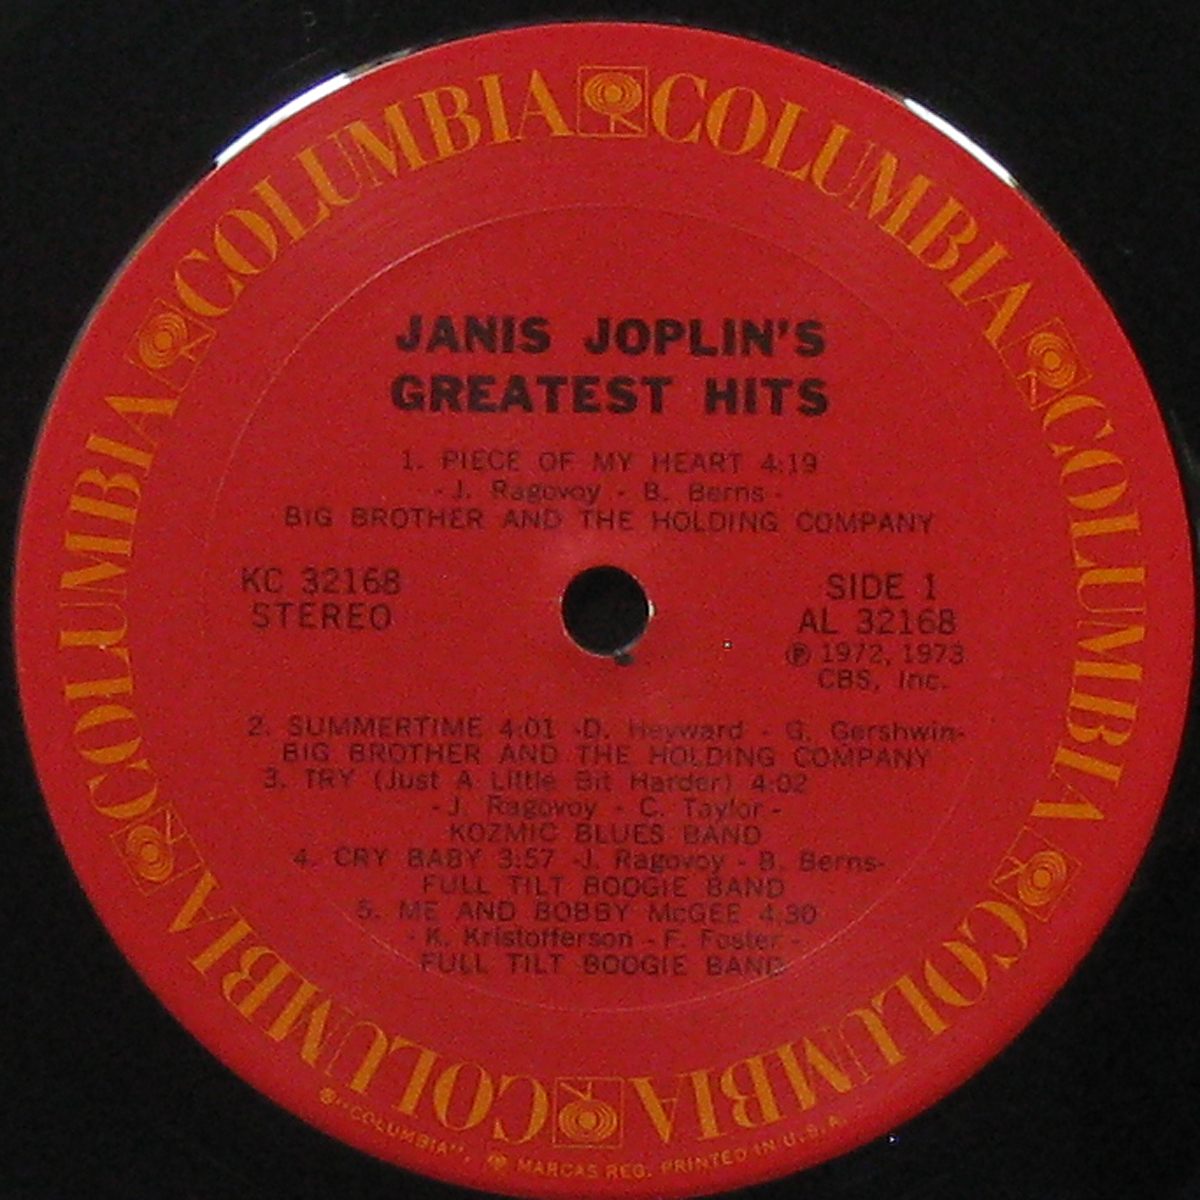 COLUMBIA COLUMBIA COLUMBIA COLUMBIA COLUMBIA COLUMBIA
JANIS JOPLIN'S
GREATEST HITS
1. PIECE OF MY HEART 4:19
- J. Ragovoy - B. Berns -
BIG BROTHER AND THE HOLDING COMPANY
KC 32168
STEREO
SIDE 1
AL 32168
Ⓟ 1972, 1973
CBS, Inc.
2. SUMMERTIME 4:01 -D. Heyward - G. Gershwin-
BIG BROTHER AND THE HOLDING COMPANY
3. TRY (Just A Little Bit Harder) 4:02
- J. Ragovoy - C. Taylor -
KOZMIC BLUES BAND
4. CRY BABY 3:57 -J. Ragovoy - B. Berns-
FULL TILT BOOGIE BAND
5. ME AND BOBBY McGEE 4:30
- K. Kristofferson - F. Foster -
FULL TILT BOOGIE BAND
® "COLUMBIA", MARCAS REG. PRINTED IN U.S.A.